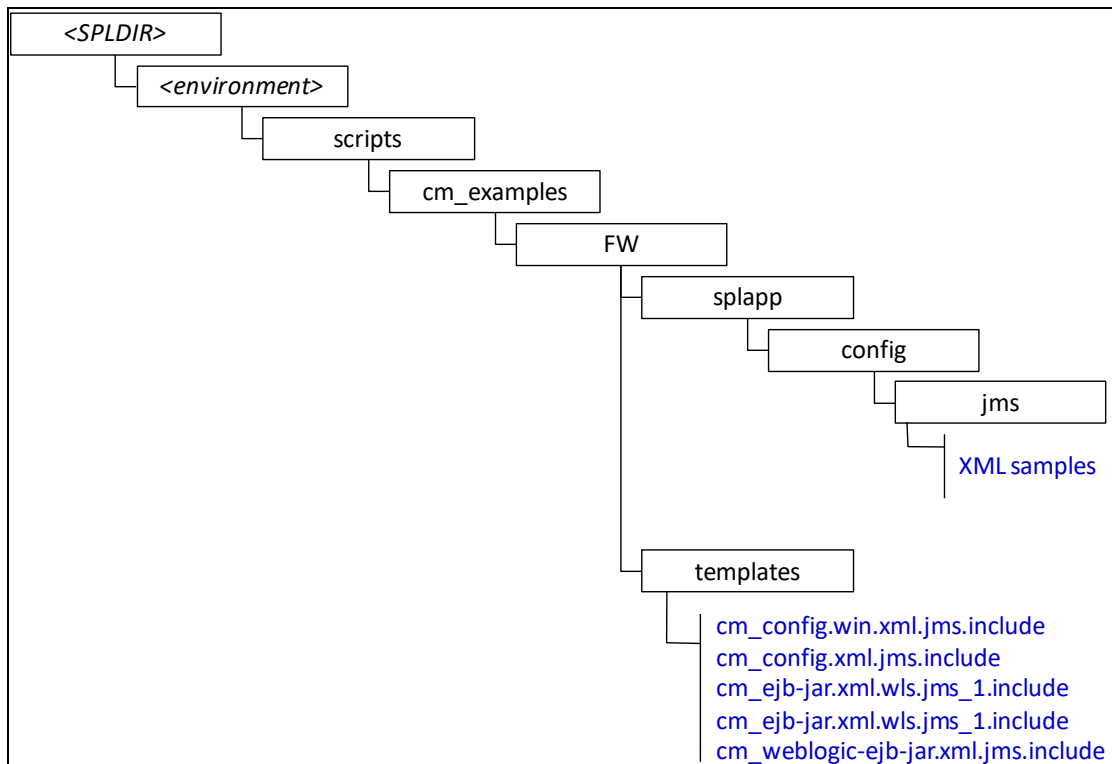 <SPLDIR>
<environment>
scripts
cm_examples
FW
splapp
config
jms
XML samples
templates
cm_config.win.xml.jms.include
cm_config.xml.jms.include
cm_ejb-jar.xml.wls.jms_1.include
cm_ejb-jar.xml.wls.jms_1.include
cm_weblogic-ejb-jar.xml.jms.include